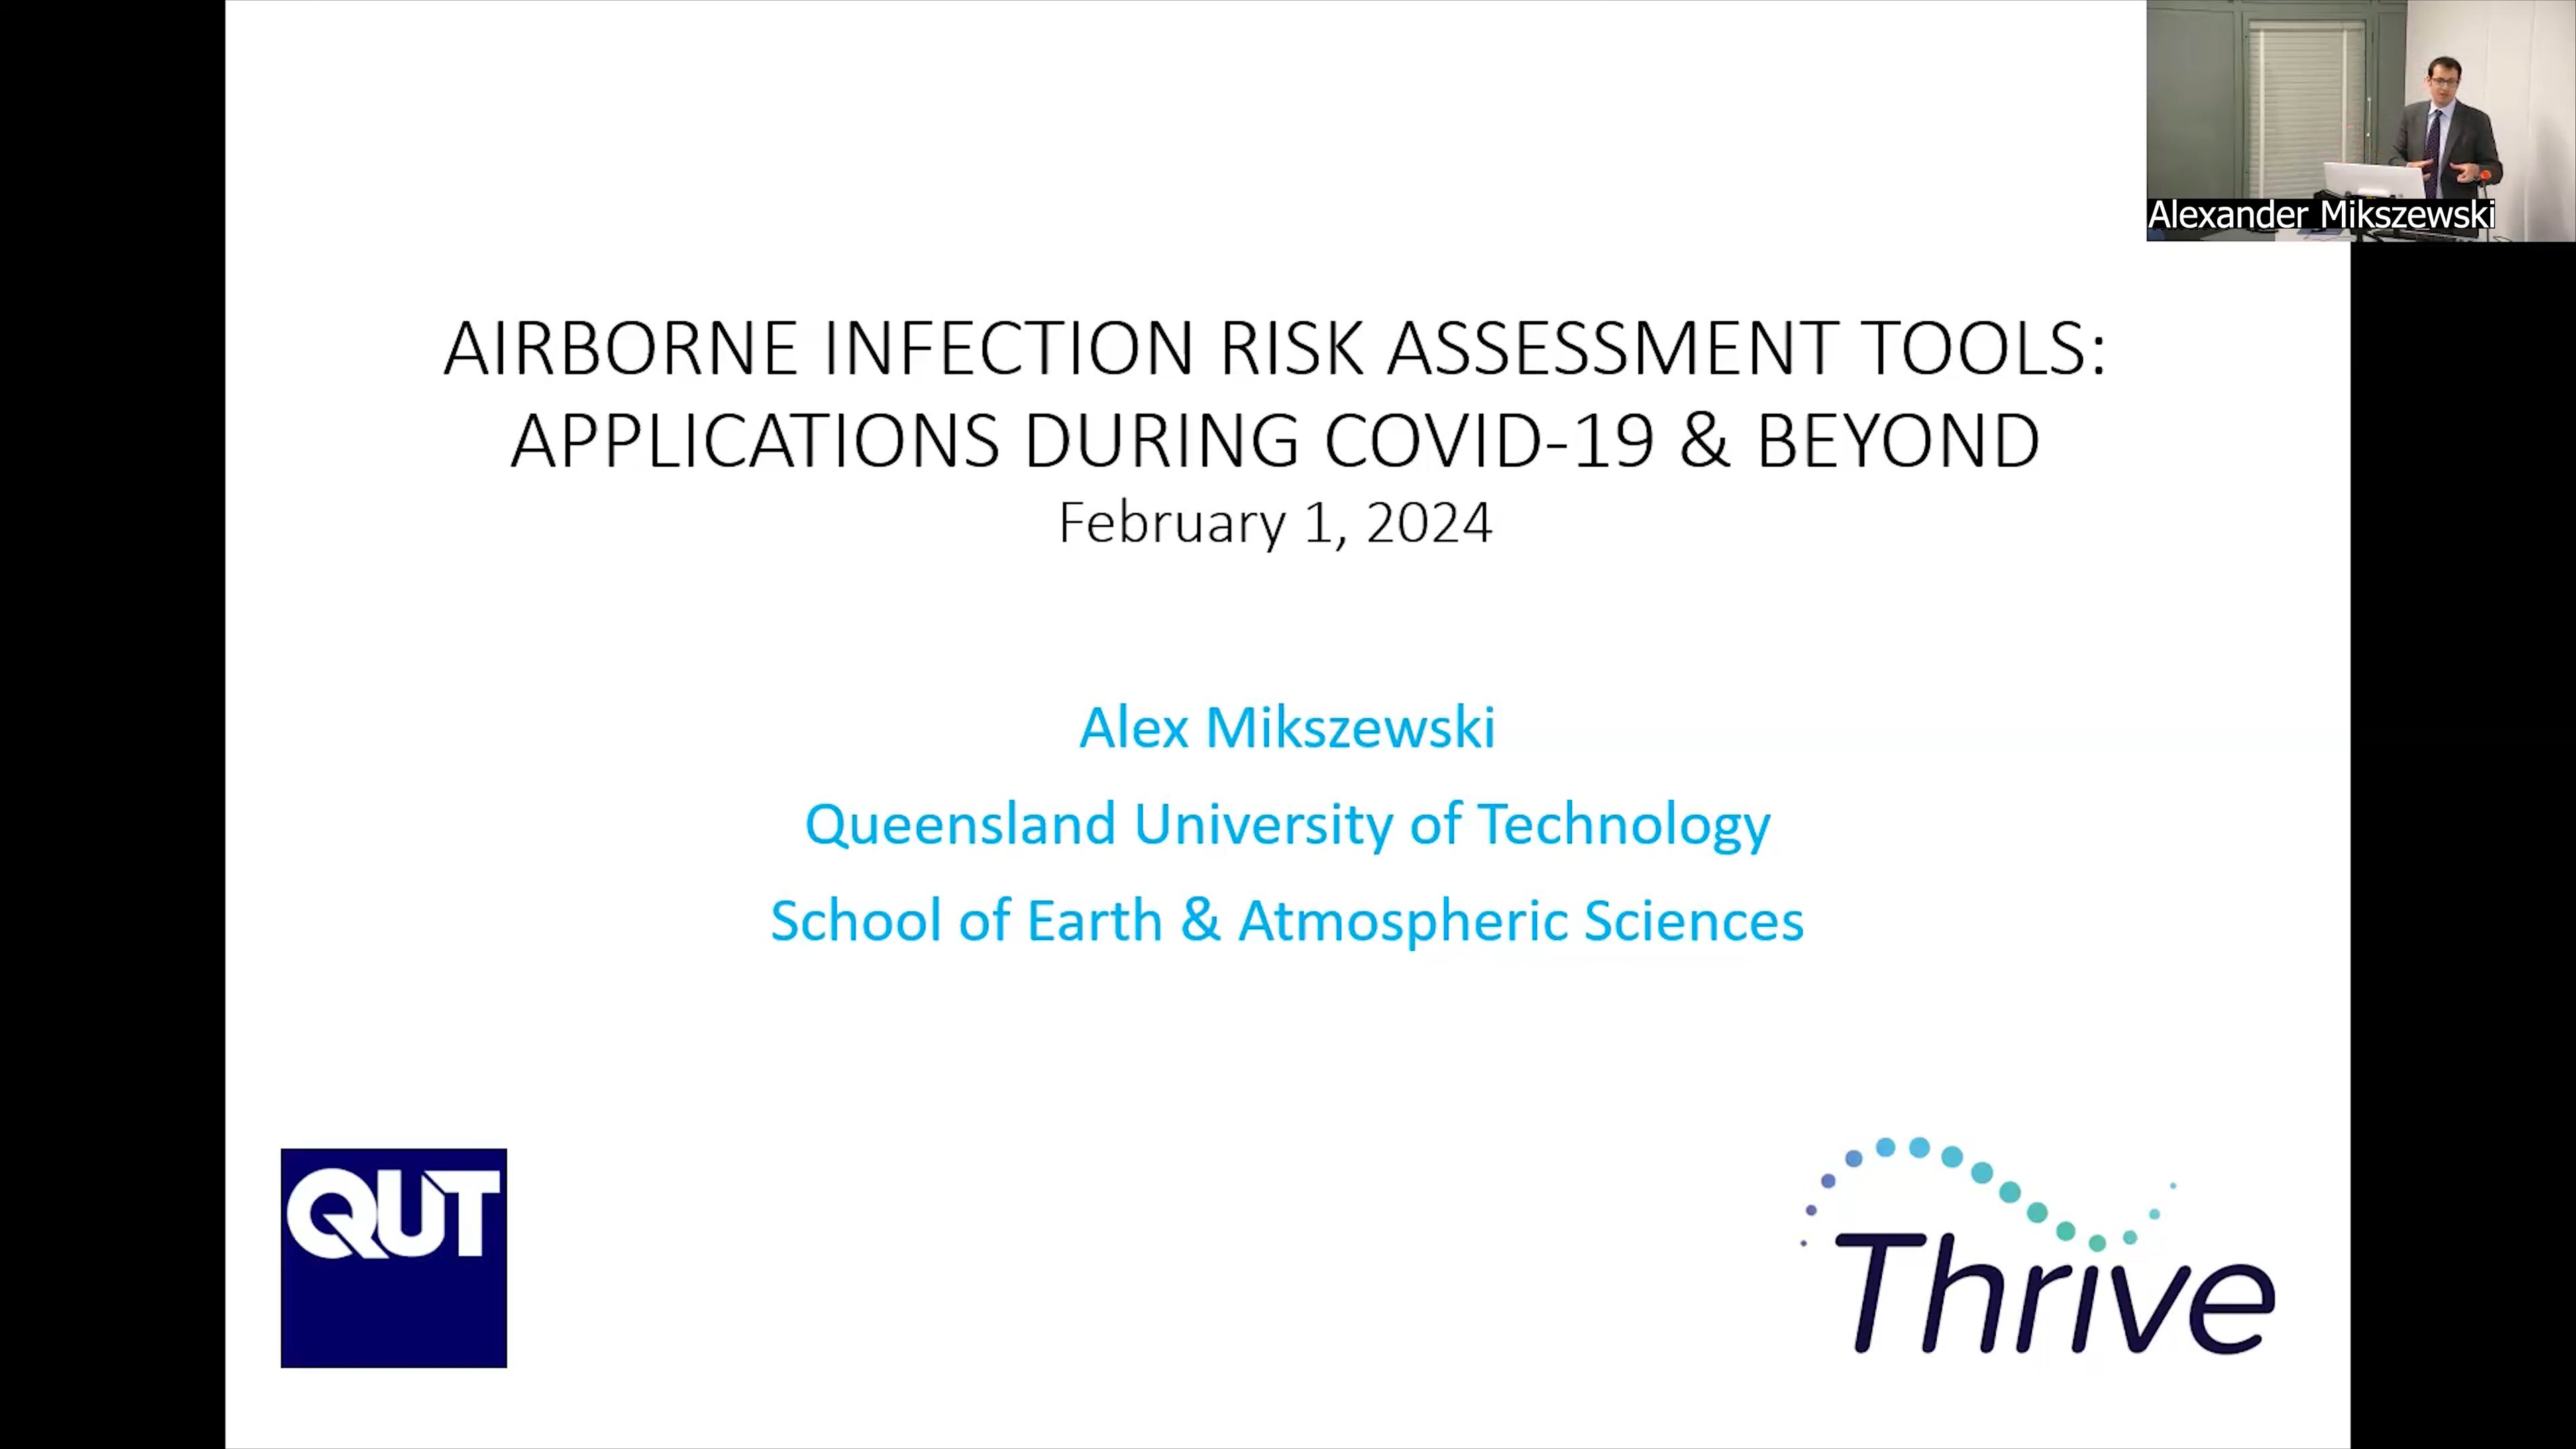 Alexander Mikszewski
AIRBORNE INFECTION RISK ASSESSMENT TOOLS:
APPLICATIONS DURING COVID-19 & BEYOND
February 1, 2024
Alex Mikszewski
Queensland University of Technology
School of Earth & Atmospheric Sciences
QUT
Thrive